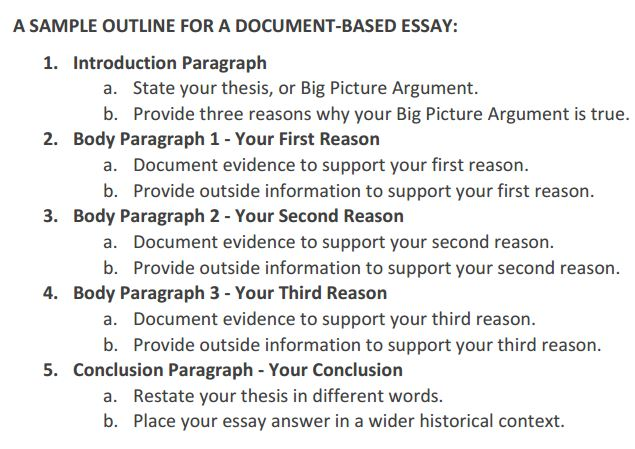 A SAMPLE OUTLINE FOR A DOCUMENT-BASED ESSAY:
1. Introduction Paragraph
a. State your thesis, or Big Picture Argument.
b. Provide three reasons why your Big Picture Argument is true.
2. Body Paragraph 1 - Your First Reason
a. Document evidence to support your first reason.
b. Provide outside information to support your first reason.
3. Body Paragraph 2 - Your Second Reason
a. Document evidence to support your second reason.
b. Provide outside information to support your second reason.
4. Body Paragraph 3 - Your Third Reason
a. Document evidence to support your third reason.
b. Provide outside information to support your third reason.
5. Conclusion Paragraph - Your Conclusion
a. Restate your thesis in different words.
b. Place your essay answer in a wider historical context.